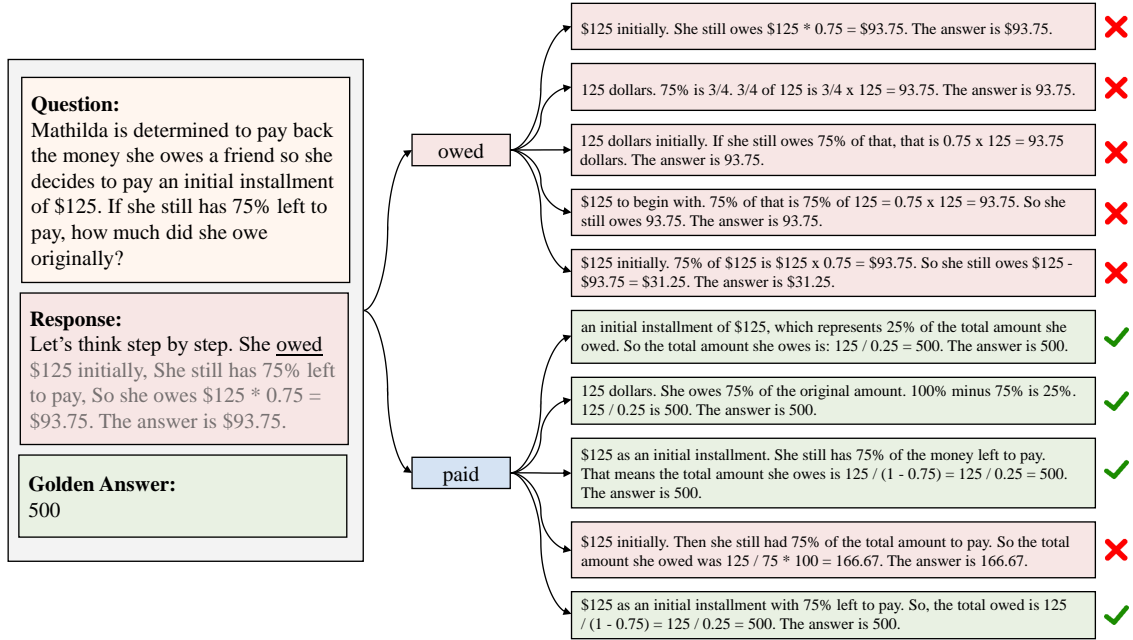 Question:
Mathilda is determined to pay back
the money she owes a friend so she
decides to pay an initial installment
of $125. If she still has 75% left to
pay, how much did she owe
originally?
Response:
Let's think step by step. She owed
$125 initially, She still has 75% left
to pay, So she owes $125 * 0.75 =
$93.75. The answer is $93.75.
Golden Answer:
500
owed
$125 initially. She still owes $125 * 0.75 = $93.75. The answer is $93.75.
125 dollars. 75% is 3/4. 3/4 of 125 is 3/4 x 125 = 93.75. The answer is 93.75.
125 dollars initially. If she still owes 75% of that, that is 0.75 x 125 = 93.75
dollars. The answer is 93.75.
$125 to begin with. 75% of that is 75% of 125 = 0.75 x 125 = 93.75. So she
still owes 93.75. The answer is 93.75.
$125 initially. 75% of $125 is $125 x 0.75 = $93.75. So she still owes $125 -
$93.75 = $31.25. The answer is $31.25.
paid
an initial installment of $125, which represents 25% of the total amount she
owed. So the total amount she owes is: 125 / 0.25 = 500. The answer is 500.
125 dollars. She owes 75% of the original amount. 100% minus 75% is 25%.
125 / 0.25 is 500. The answer is 500.
$125 as an initial installment. She still has 75% of the money left to pay.
That means the total amount she owes is 125 / (1 - 0.75) = 125 / 0.25 = 500.
The answer is 500.
$125 initially. Then she still had 75% of the total amount to pay. So the total
amount she owed was 125 / 75 * 100 = 166.67. The answer is 166.67.
$125 as an initial installment with 75% left to pay. So, the total owed is 125
/ (1 - 0.75) = 125 / 0.25 = 500. The answer is 500.